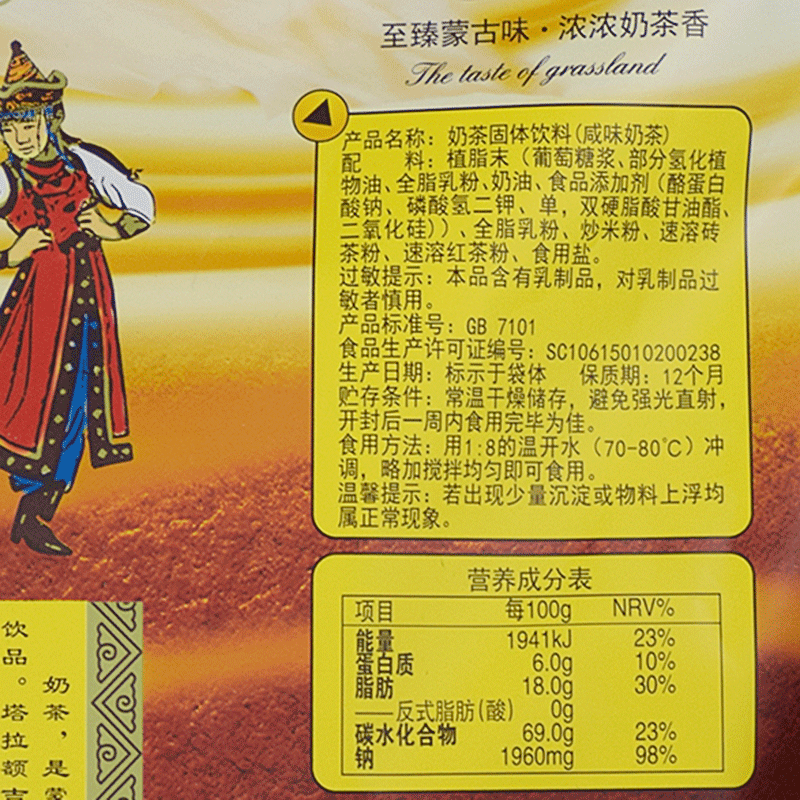 至臻蒙古味·浓浓奶茶香
The taste of grassland
产品名称：奶茶固体饮料(咸味奶茶)
配 料：植脂末（葡萄糖浆、部分氢化植
物油、全脂乳粉、奶油、食品添加剂（酪蛋白
酸钠、磷酸氢二钾、单，双硬脂酸甘油酯、
二氧化硅））、全脂乳粉、炒米粉、速溶砖
茶粉、速溶红茶粉、食用盐。
过敏提示：本品含有乳制品，对乳制品过
敏者慎用。
产品标准号：GB 7101
食品生产许可证编号：SC10615010200238
生产日期：标示于袋体 保质期：12个月
贮存条件：常温干燥储存，避免强光直射，
开封后一周内食用完毕为佳。
食用方法：用1:8的温开水（70-80℃）冲
调，略加搅拌均匀即可食用。
温馨提示：若出现少量沉淀或物料上浮均
属正常现象。
营养成分表
项目 每100g NRV%
能量 1941kJ 23%
蛋白质 6.0g 10%
脂肪 18.0g 30%
——反式脂肪(酸) 0g
碳水化合物 69.0g 23%
钠 1960mg 98%
奶茶，是蒙
饮品。塔拉额吉